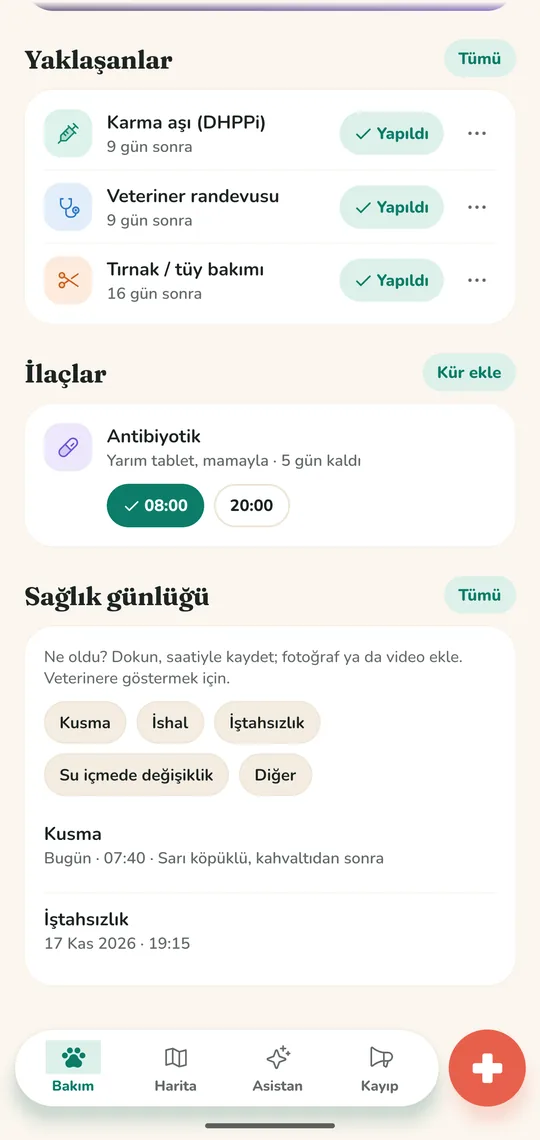 Yaklaşanlar
Tümü
Karma aşı (DHPPi)
9 gün sonra
Yapıldı
Veteriner randevusu
9 gün sonra
Yapıldı
Tırnak / tüy bakımı
16 gün sonra
Yapıldı
İlaçlar
Kür ekle
Antibiyotik
Yarım tablet, mamayla · 5 gün kaldı
08:00
20:00
Sağlık günlüğü
Tümü
Ne oldu? Dokun, saatiyle kaydet; fotoğraf ya da video ekle.
Veterinere göstermek için.
Kusma
İshal
İştahsızlık
Su içmede değişiklik
Diğer
Kusma
Bugün · 07:40 · Sarı köpüklü, kahvaltıdan sonra
İştahsızlık
17 Kas 2026 · 19:15
Bakım
Harita
Asistan
Kayıp